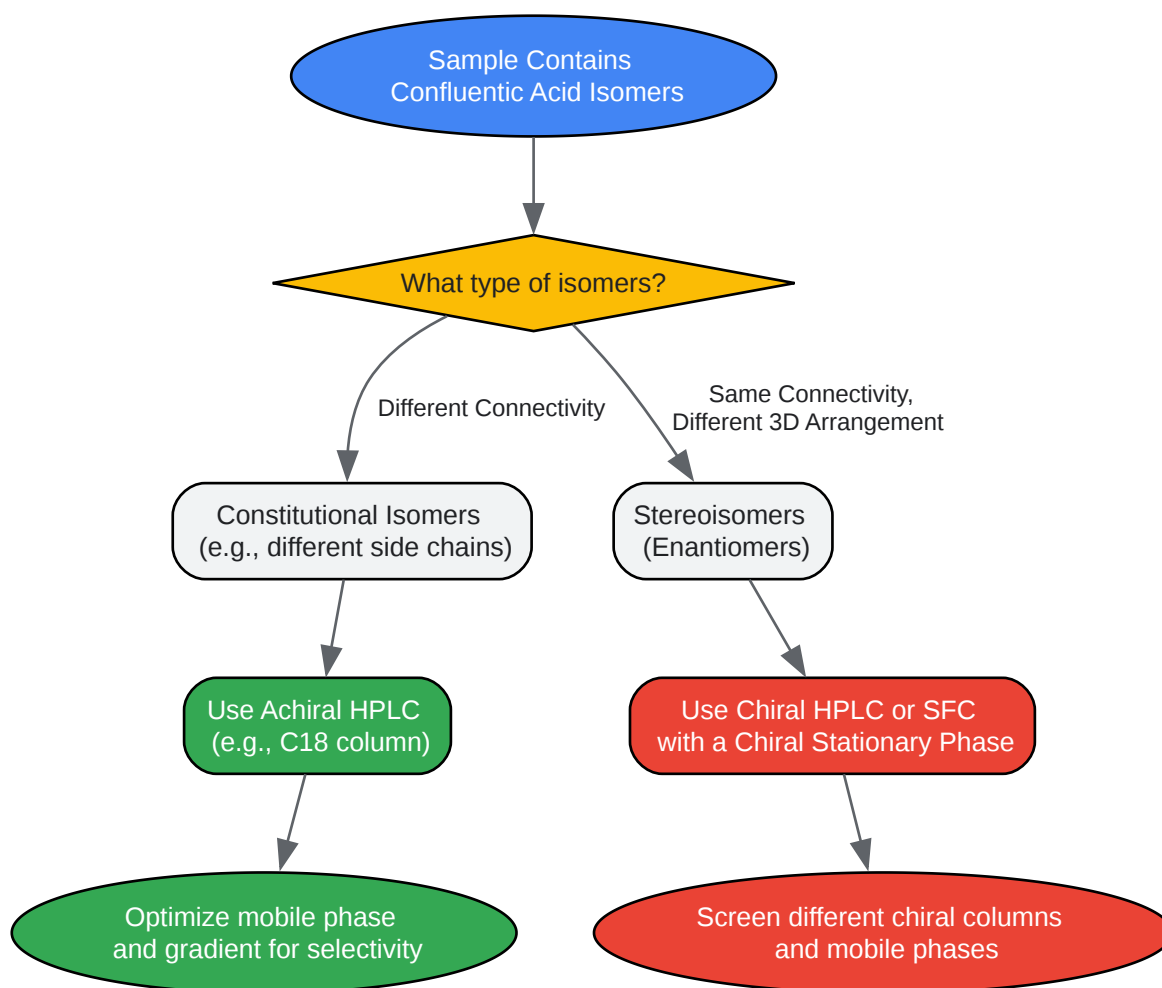 Sample Contains
Confluentic Acid Isomers
What type of isomers?
Different Connectivity
Same Connectivity,
Different 3D Arrangement
Constitutional Isomers
(e.g., different side chains)
Stereoisomers
(Enantiomers)
Use Achiral HPLC
(e.g., C18 column)
Use Chiral HPLC or SFC
with a Chiral Stationary Phase
Optimize mobile phase
and gradient for selectivity
Screen different chiral columns
and mobile phases